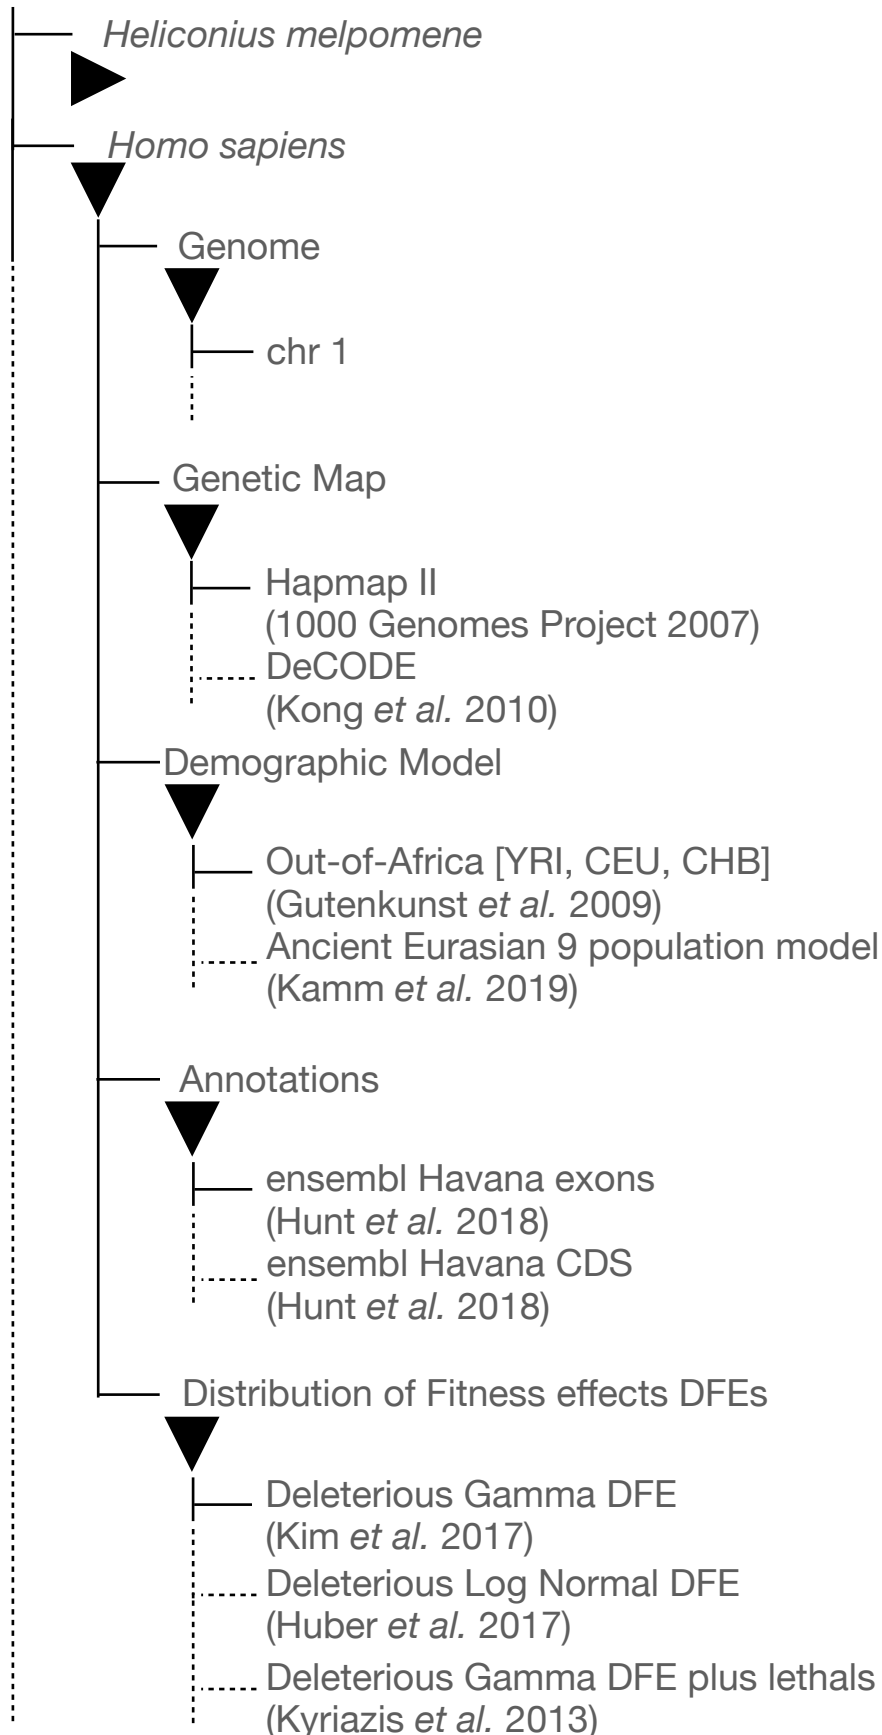 Heliconius melpomene
Homo sapiens
Genome
chr 1
Genetic Map
Hapmap II
(1000 Genomes Project 2007)
DeCODE
(Kong et al. 2010)
Demographic Model
Out-of-Africa [YRI, CEU, CHB]
(Gutenkunst et al. 2009)
Ancient Eurasian 9 population model
(Kamm et al. 2019)
Annotations
ensembl Havana exons
(Hunt et al. 2018)
ensembl Havana CDS
(Hunt et al. 2018)
Distribution of Fitness effects DFEs
Deleterious Gamma DFE
(Kim et al. 2017)
Deleterious Log Normal DFE
(Huber et al. 2017)
Deleterious Gamma DFE plus lethals
(Kyriazis et al. 2013)